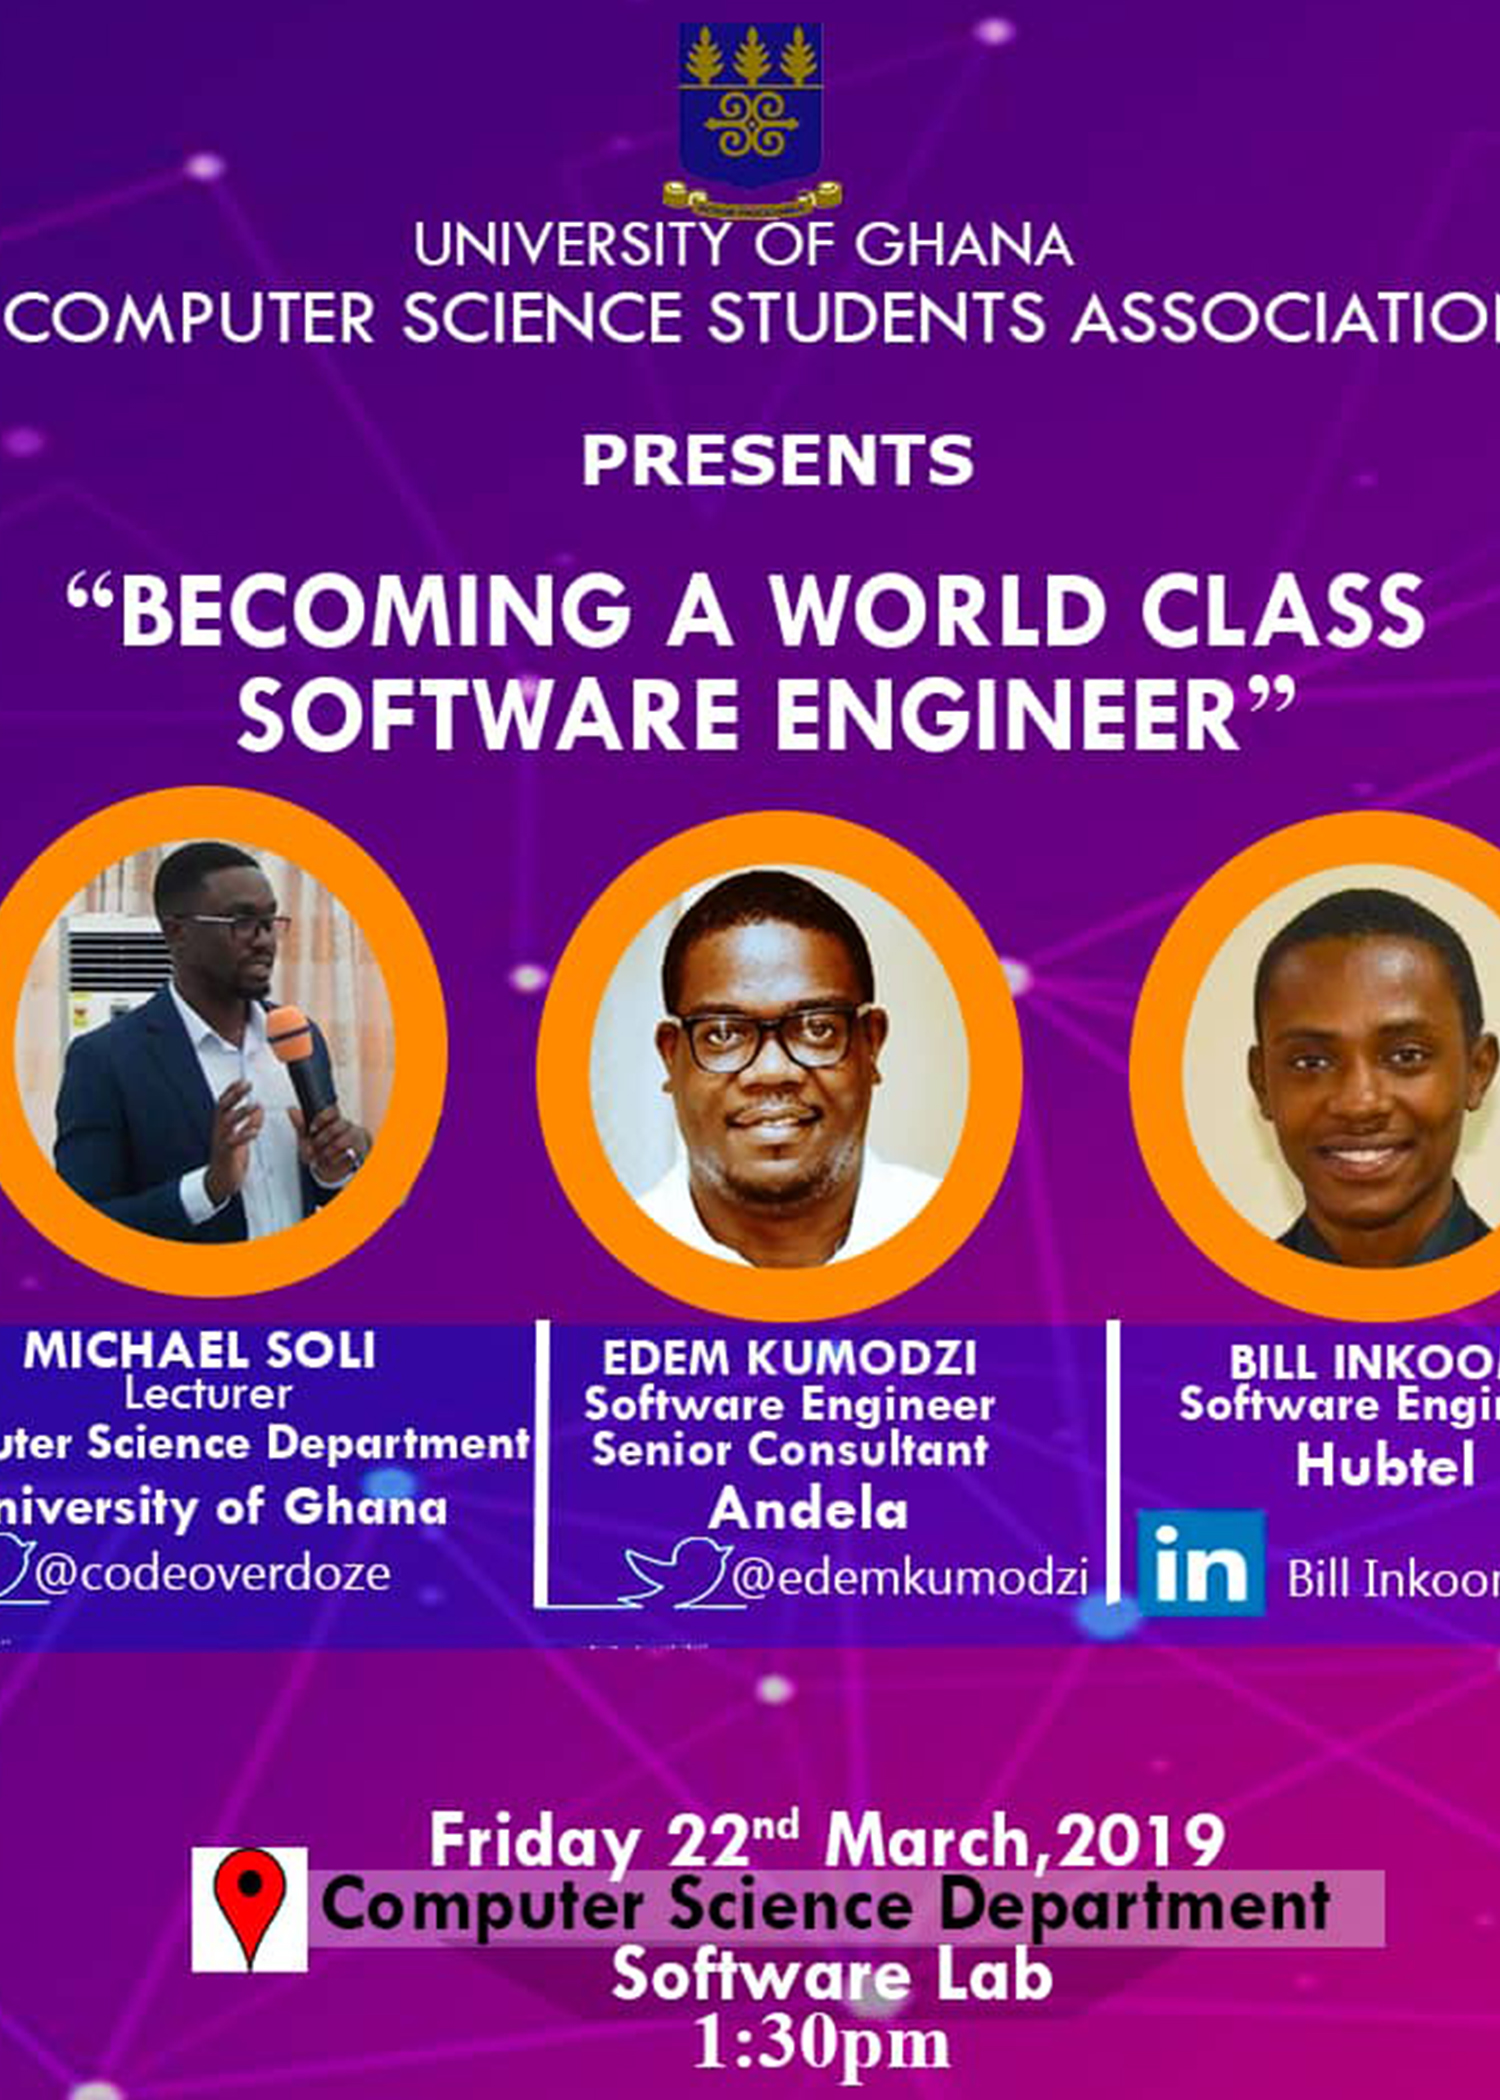 UNIVERSITY OF GHANA
COMPUTER SCIENCE STUDENTS ASSOCIATION
PRESENTS
“BECOMING A WORLD CLASS
SOFTWARE ENGINEER”
MICHAEL SOLI
Lecturer
uter Science Department
niversity of Ghana
@codeoverdoze
EDEM KUMODZI
Software Engineer
Senior Consultant
Andela
@edemkumodzi
BILL INKOO
Software Engi
Hubtel
in
Bill Inkoo
Friday 22nd March,2019
Computer Science Department
Software Lab
1:30pm